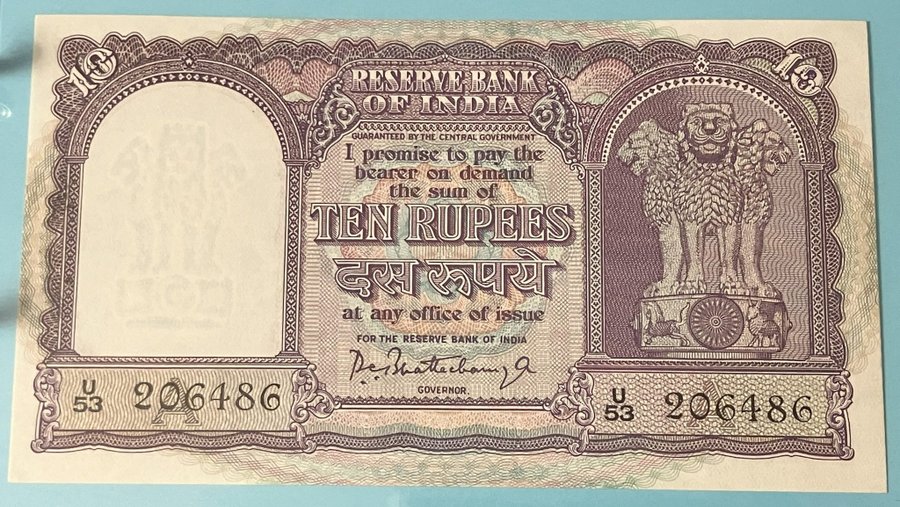 10
10
RESERVE BANK
OF INDIA
GUARANTEED BY THE CENTRAL GOVERNMENT
I promise to pay the
bearer on demand
the sum of
TEN RUPEES
दस रूपये
at any office of issue
FOR THE RESERVE BANK OF INDIA
P.C. Bhattacharyya
GOVERNOR.
U
53
206486
A
U
53
206486
A